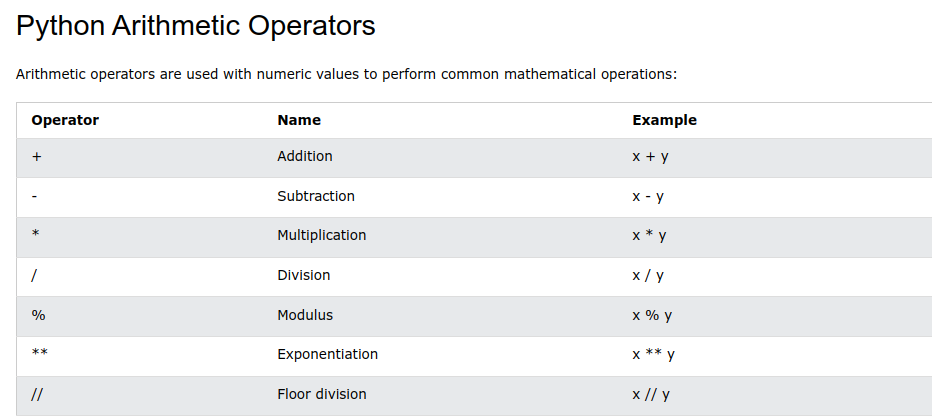 Python Arithmetic Operators
Arithmetic operators are used with numeric values to perform common mathematical operations:
Operator Name Example
+ Addition x + y
- Subtraction x - y
* Multiplication x * y
/ Division x / y
% Modulus x % y
** Exponentiation x ** y
// Floor division x // y